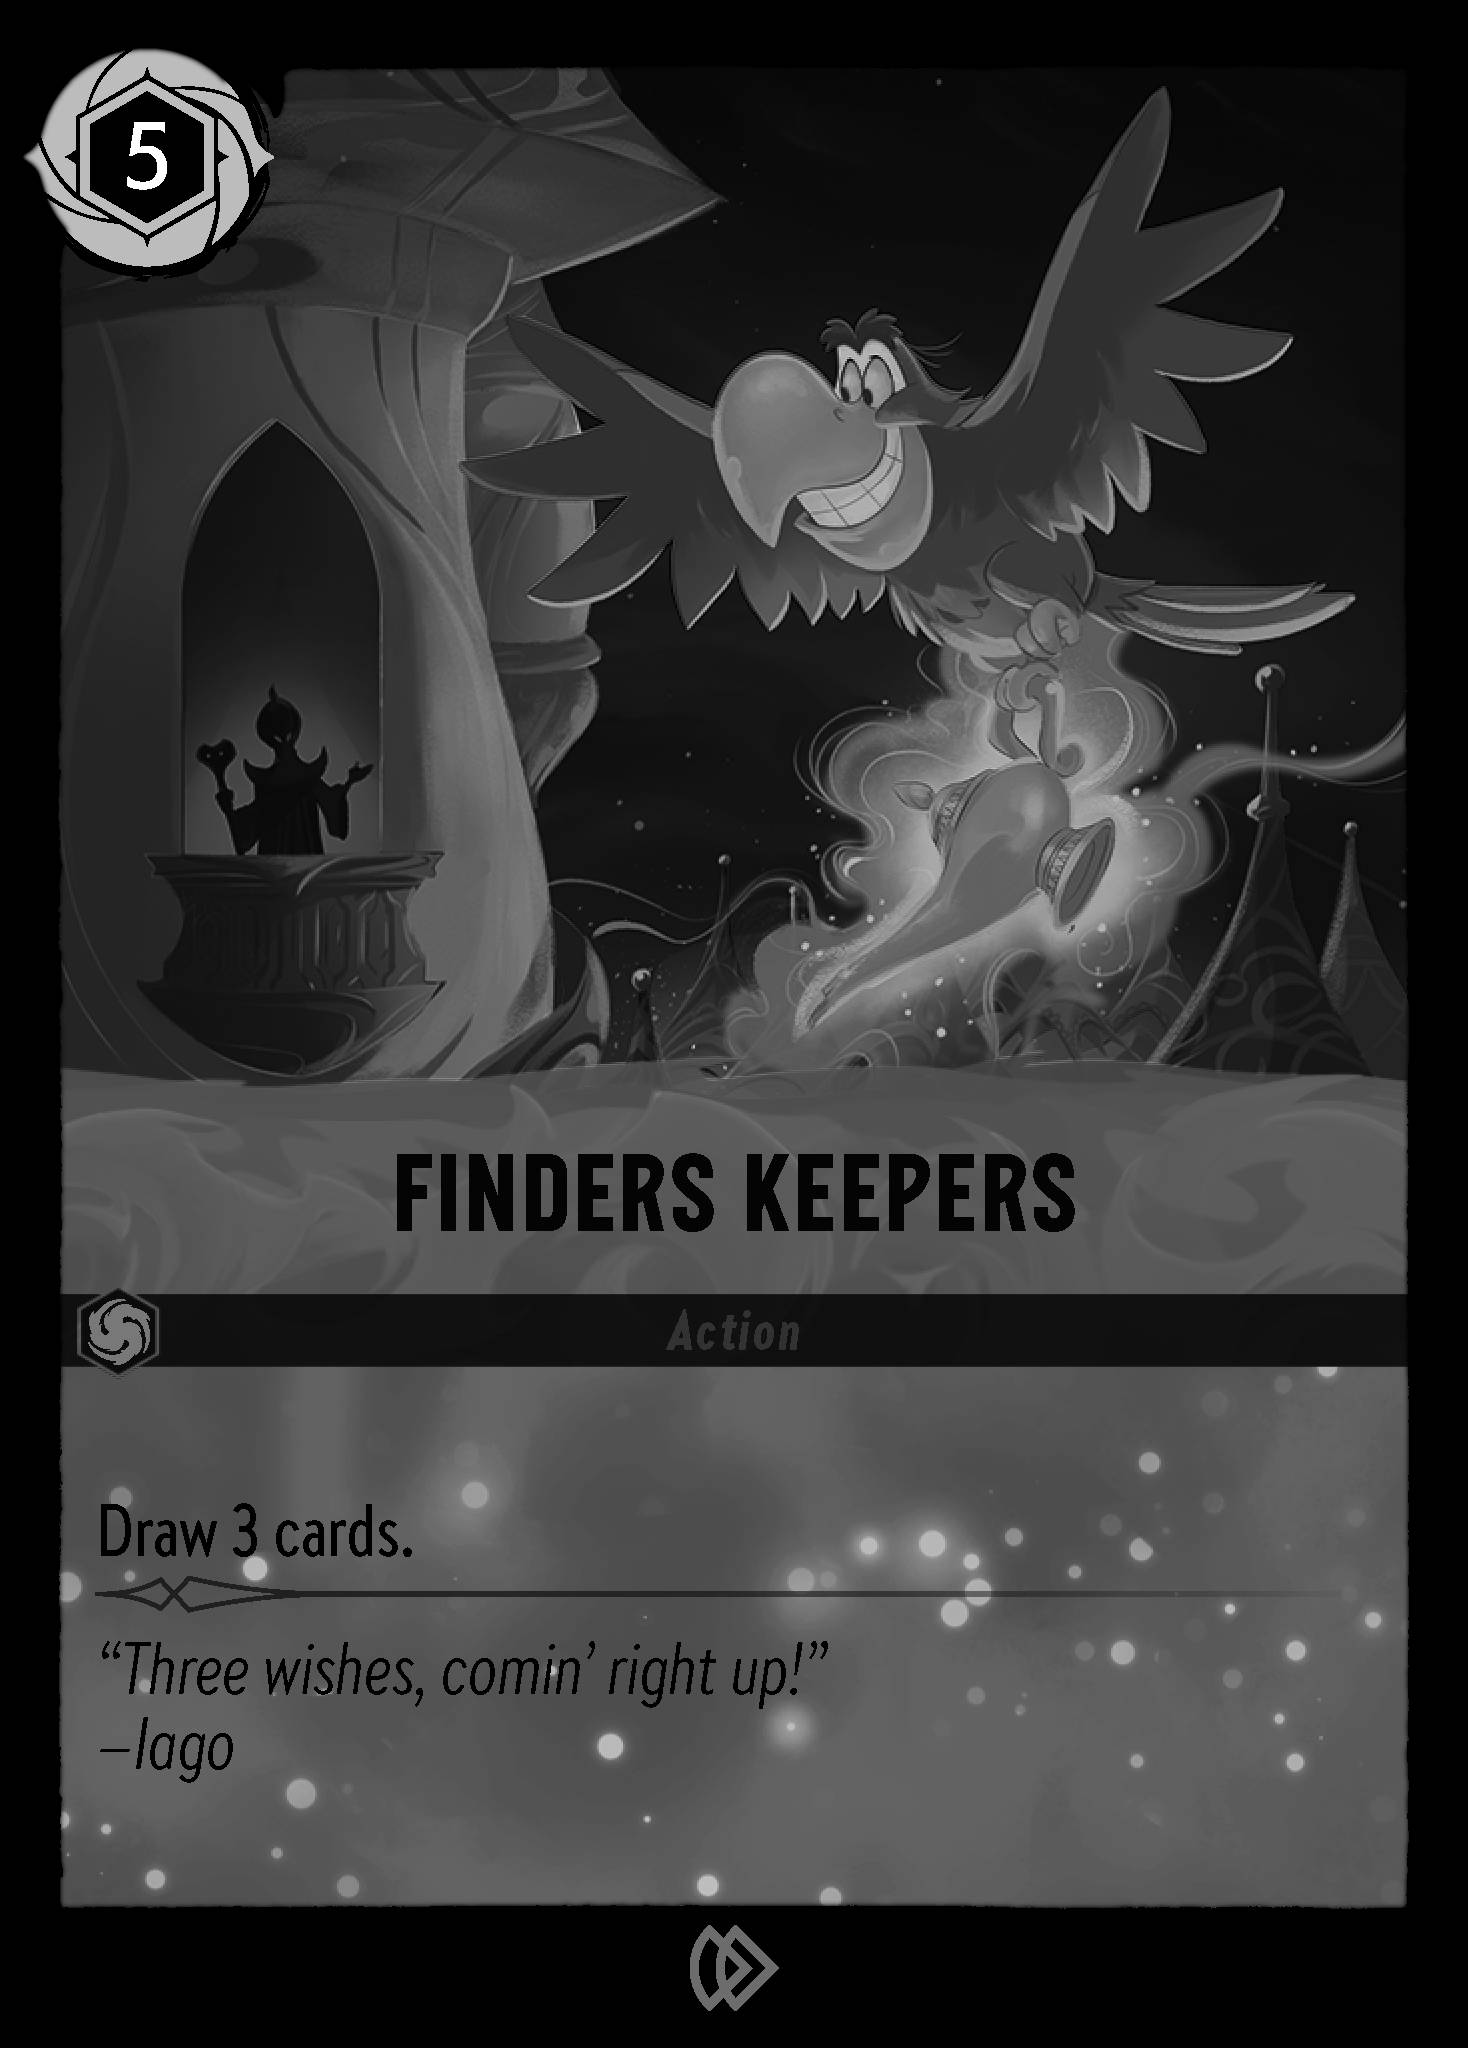 5
FINDERS KEEPERS
Action
Draw 3 cards.
“Three wishes, comin’ right up!”
–Iago